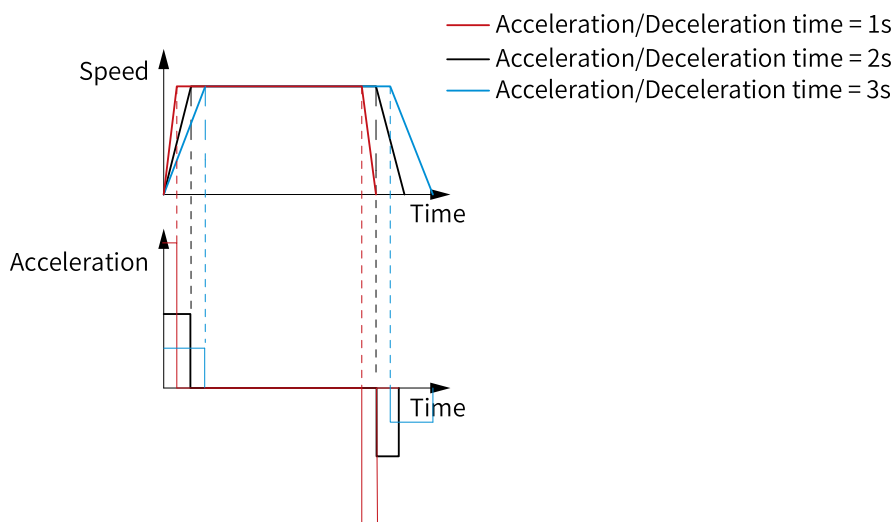 Acceleration/Deceleration time = 1s
Acceleration/Deceleration time = 2s
Acceleration/Deceleration time = 3s
Speed
Time
Acceleration
Time